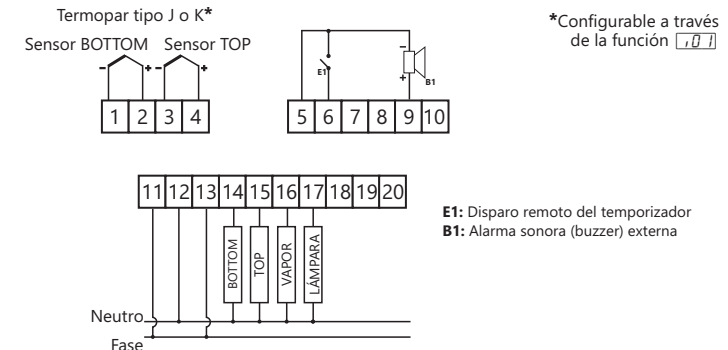 Termopar tipo J o K*
Sensor BOTTOM Sensor TOP
- + - +
1 2 3 4
E1
-
+
B1
5 6 7 8 9 10
*Configurable a través
de la función i01
11 12 13 14 15 16 17 18 19 20
BOTTOM
TOP
VAPOR
LÁMPARA
Neutro
Fase
E1: Disparo remoto del temporizador
B1: Alarma sonora (buzzer) externa